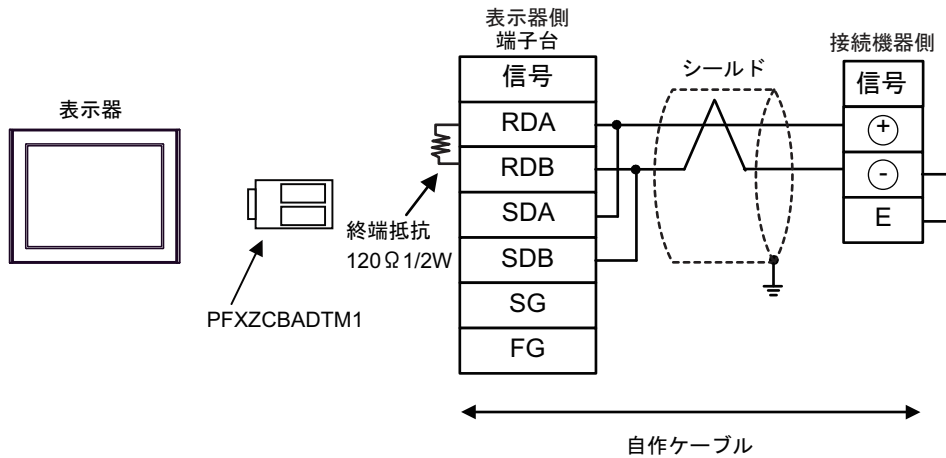 表示器側
端子台
接続機器側
信号
シールド
信号
表示器
RDA
+
RDB
-
SDA
E
終端抵抗
120Ω1/2W
SDB
SG
PFXZCBADTM1
FG
自作ケーブル